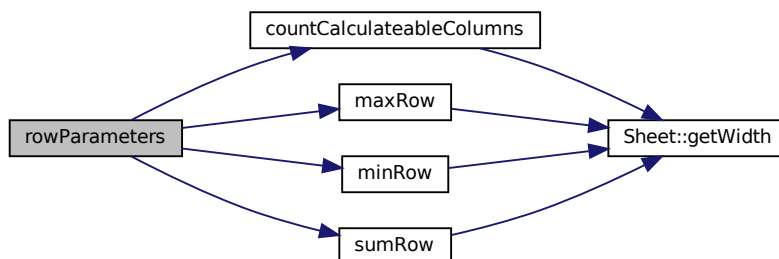 countCalculateableColumns
maxRow
rowParameters
Sheet::getWidth
minRow
sumRow